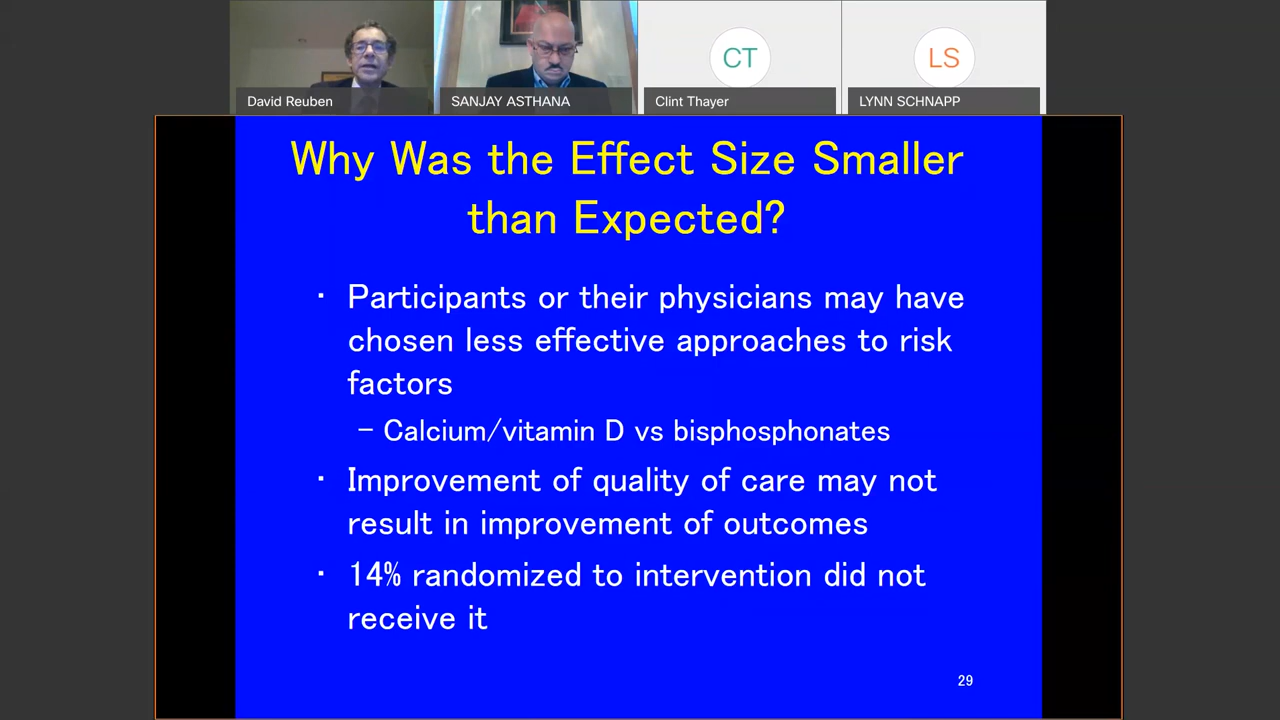 CT
LS
David Reuben
SANJAY ASTHANA
Clint Thayer
LYNN SCHNAPP
Why Was the Effect Size Smaller
than Expected?
· Participants or their physicians may have
chosen less effective approaches to risk
factors
– Calcium/vitamin D vs bisphosphonates
· Improvement of quality of care may not
result in improvement of outcomes
· 14% randomized to intervention did not
receive it
29